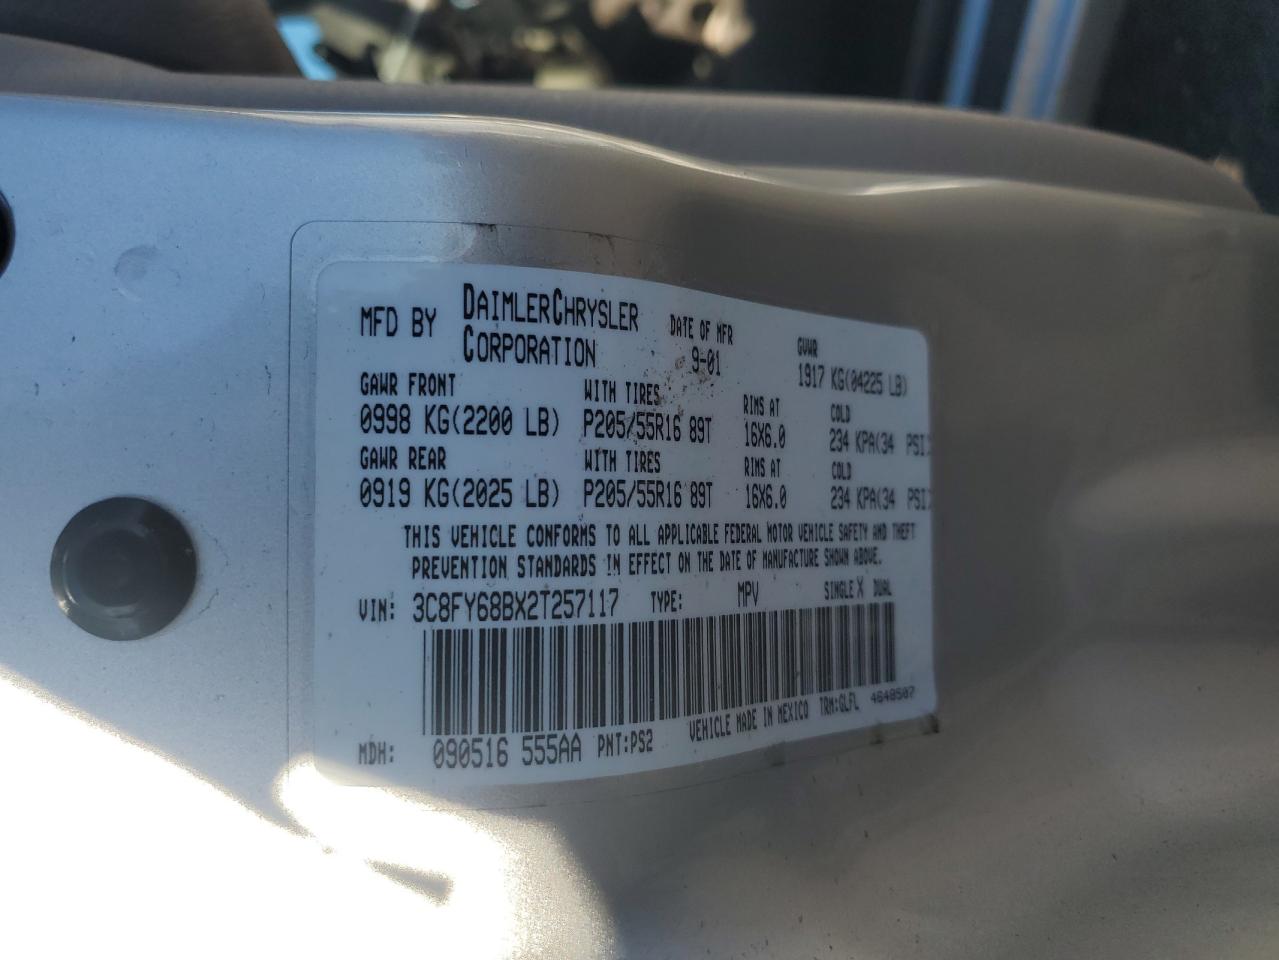 MFD BY DAIMLERCHRYSLER CORPORATION DATE OF MFR 9-01 GVWR 1917 KG(04225 LB)
GAWR FRONT WITH TIRES RIMS AT COLD
0998 KG(2200 LB) P205/55R16 89T 16X6.0 234 KPA(34 PSI)
GAWR REAR WITH TIRES RIMS AT COLD
0919 KG(2025 LB) P205/55R16 89T 16X6.0 234 KPA(34 PSI)
THIS VEHICLE CONFORMS TO ALL APPLICABLE FEDERAL MOTOR VEHICLE SAFETY AND THEFT
PREVENTION STANDARDS IN EFFECT ON THE DATE OF MANUFACTURE SHOWN ABOVE.
VIN: 3C8FY68BX2T257117 TYPE: MPV SINGLE X DUAL
MDH: 090516 555AA PNT:PS2 VEHICLE MADE IN MEXICO TRM:GLFL 4648507